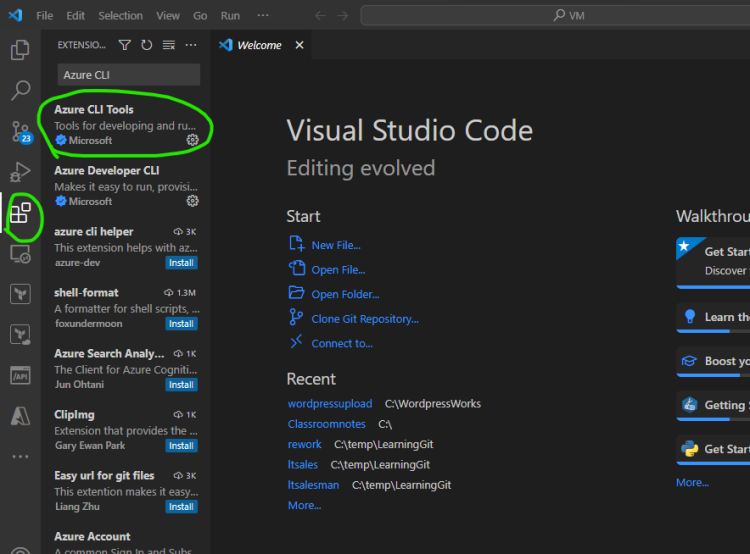 File Edit Selection View Go Run ···
VM
EXTENSIO... ···
Welcome
Azure CLI
Azure CLI Tools
Tools for developing and ru...
Microsoft
Azure Developer CLI
Makes it easy to run, provisi...
Microsoft
azure cli helper 3K
This extension helps with az...
azure-dev Install
shell-format 1.3M
A formatter for shell scripts, ...
foxundermoon Install
Azure Search Analy... 1K
The Client for Azure Cogniti...
Jun Ohtani Install
ClipImg 1K
Extension that provides the ...
Gary Ewan Park Install
Easy url for git files 3K
This extention makes it easy...
Liang Zhu Install
Azure Account
A common Sign In and Subs
23
/API
Visual Studio Code
Editing evolved
Start
New File...
Open File...
Open Folder...
Clone Git Repository...
Connect to...
Recent
wordpressupload C:\WordpressWorks
Classroomnotes C:\
rework C:\temp\LearningGit
ltsales C:\temp\LearningGit
ltsalesman C:\temp\LearningGit
More...
Walkthrou
Get Start
Discover
Learn the
Boost yo
Getting S
Get Start
More...